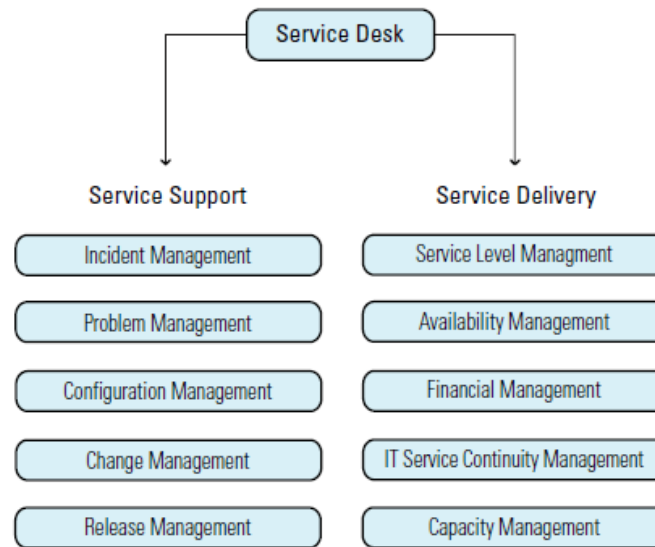 Service Desk
Service Support
Incident Management
Problem Management
Configuration Management
Change Management
Release Management
Service Delivery
Service Level Managment
Availability Management
Financial Management
IT Service Continuity Management
Capacity Management